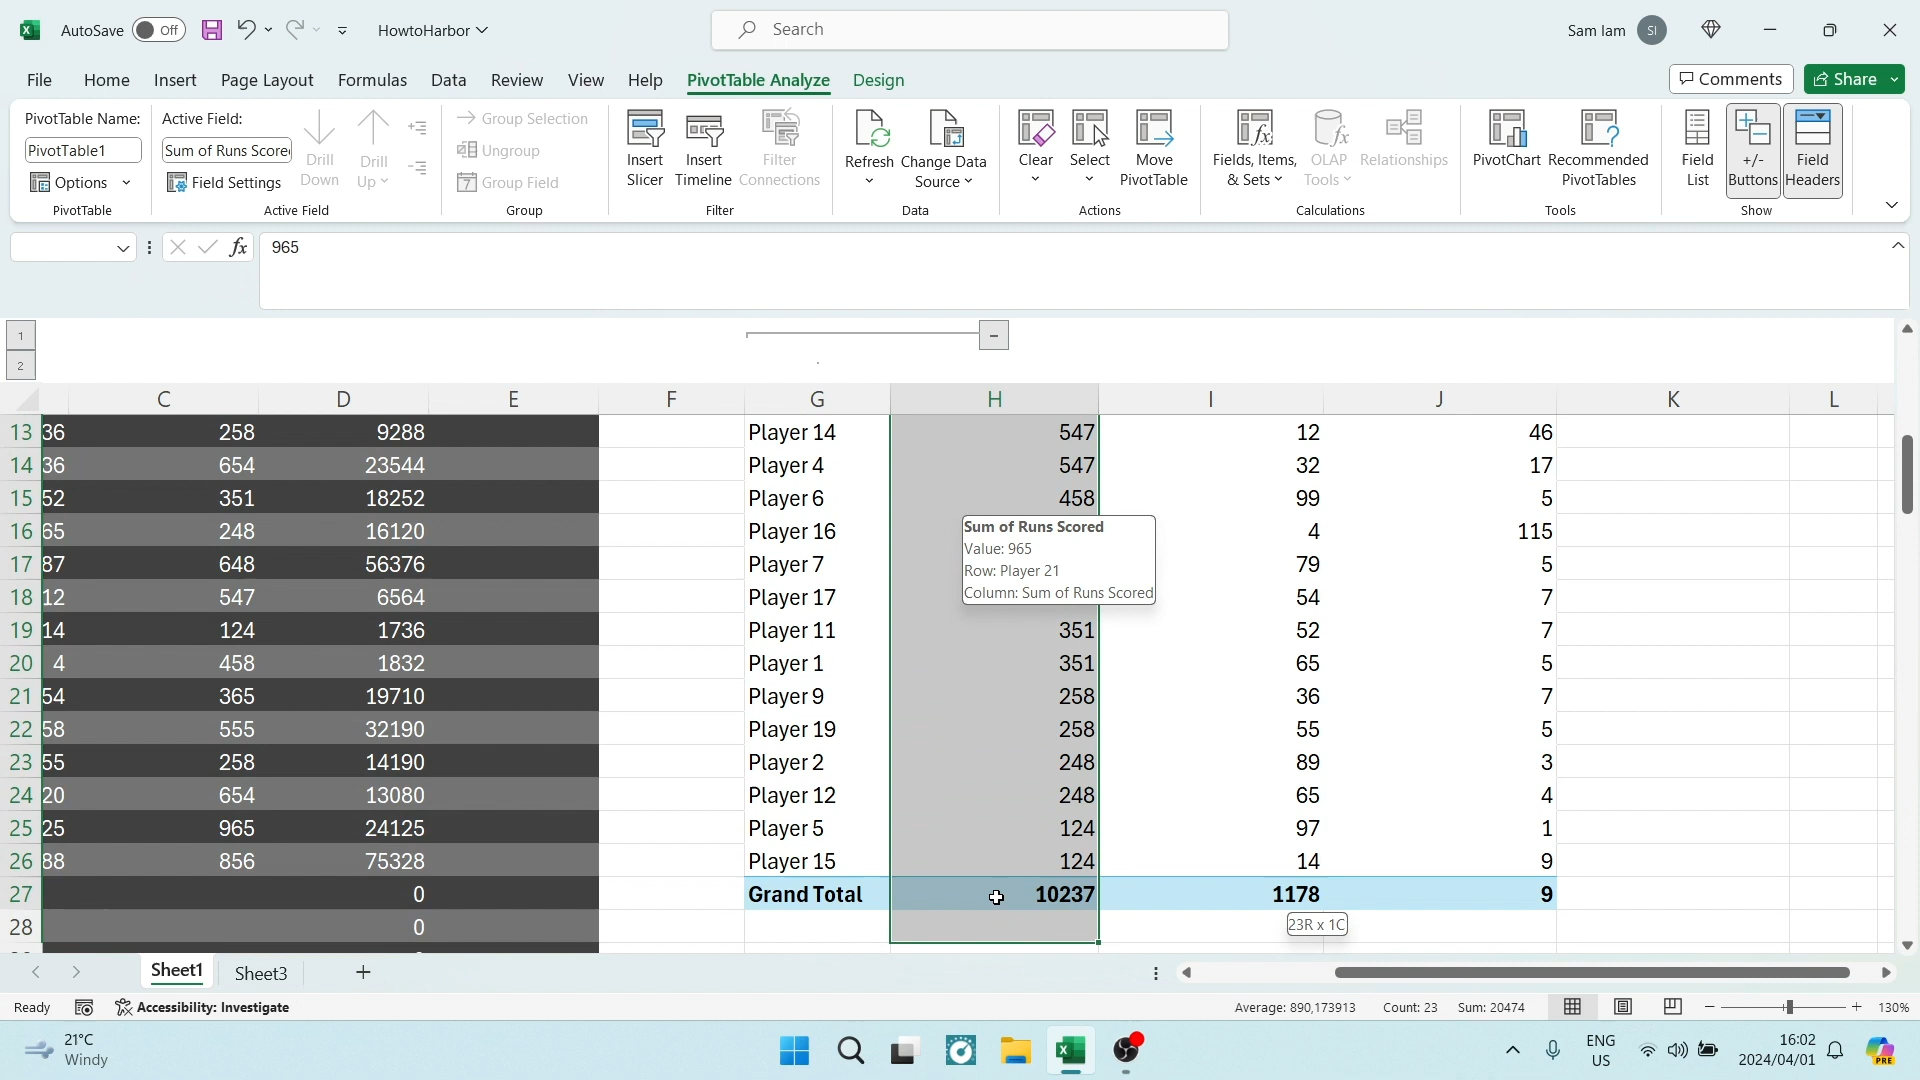 AutoSave Off HowtoHarbor Search Sam Iam SI
File Home Insert Page Layout Formulas Data Review View Help PivotTable Analyze Design Comments Share
PivotTable Name: Active Field: Group Selection
PivotTable1 Sum of Runs Score Ungroup
Options Field Settings Group Field
Drill Down Drill Up
Insert Slicer Insert Timeline Filter Connections
Refresh Change Data Source
Clear Select Move PivotTable
Fields, Items, & Sets OLAP Tools Relationships
PivotChart Recommended PivotTables
Field List +/- Buttons Field Headers
PivotTable Active Field Group Filter Data Actions Calculations Tools Show
fx 965
1
2
C D E F G H I J K L
13 36 258 9288 Player 14 547 12 46
14 36 654 23544 Player 4 547 32 17
15 52 351 18252 Player 6 458 99 5
16 65 248 16120 Player 16 4 115
17 87 648 56376 Player 7 79 5
18 12 547 6564 Player 17 54 7
Sum of Runs Scored
Value: 965
Row: Player 21
Column: Sum of Runs Scored
19 14 124 1736 Player 11 351 52 7
20 4 458 1832 Player 1 351 65 5
21 54 365 19710 Player 9 258 36 7
22 58 555 32190 Player 19 258 55 5
23 55 258 14190 Player 2 248 89 3
24 20 654 13080 Player 12 248 65 4
25 25 965 24125 Player 5 124 97 1
26 88 856 75328 Player 15 124 14 9
27 0 Grand Total 10237 1178 9
28 0 23R x 1C
Sheet1 Sheet3
Ready Accessibility: Investigate Average: 890,173913 Count: 23 Sum: 20474 130%
21°C
Windy
ENG
US
16:02
2024/04/01
PRE